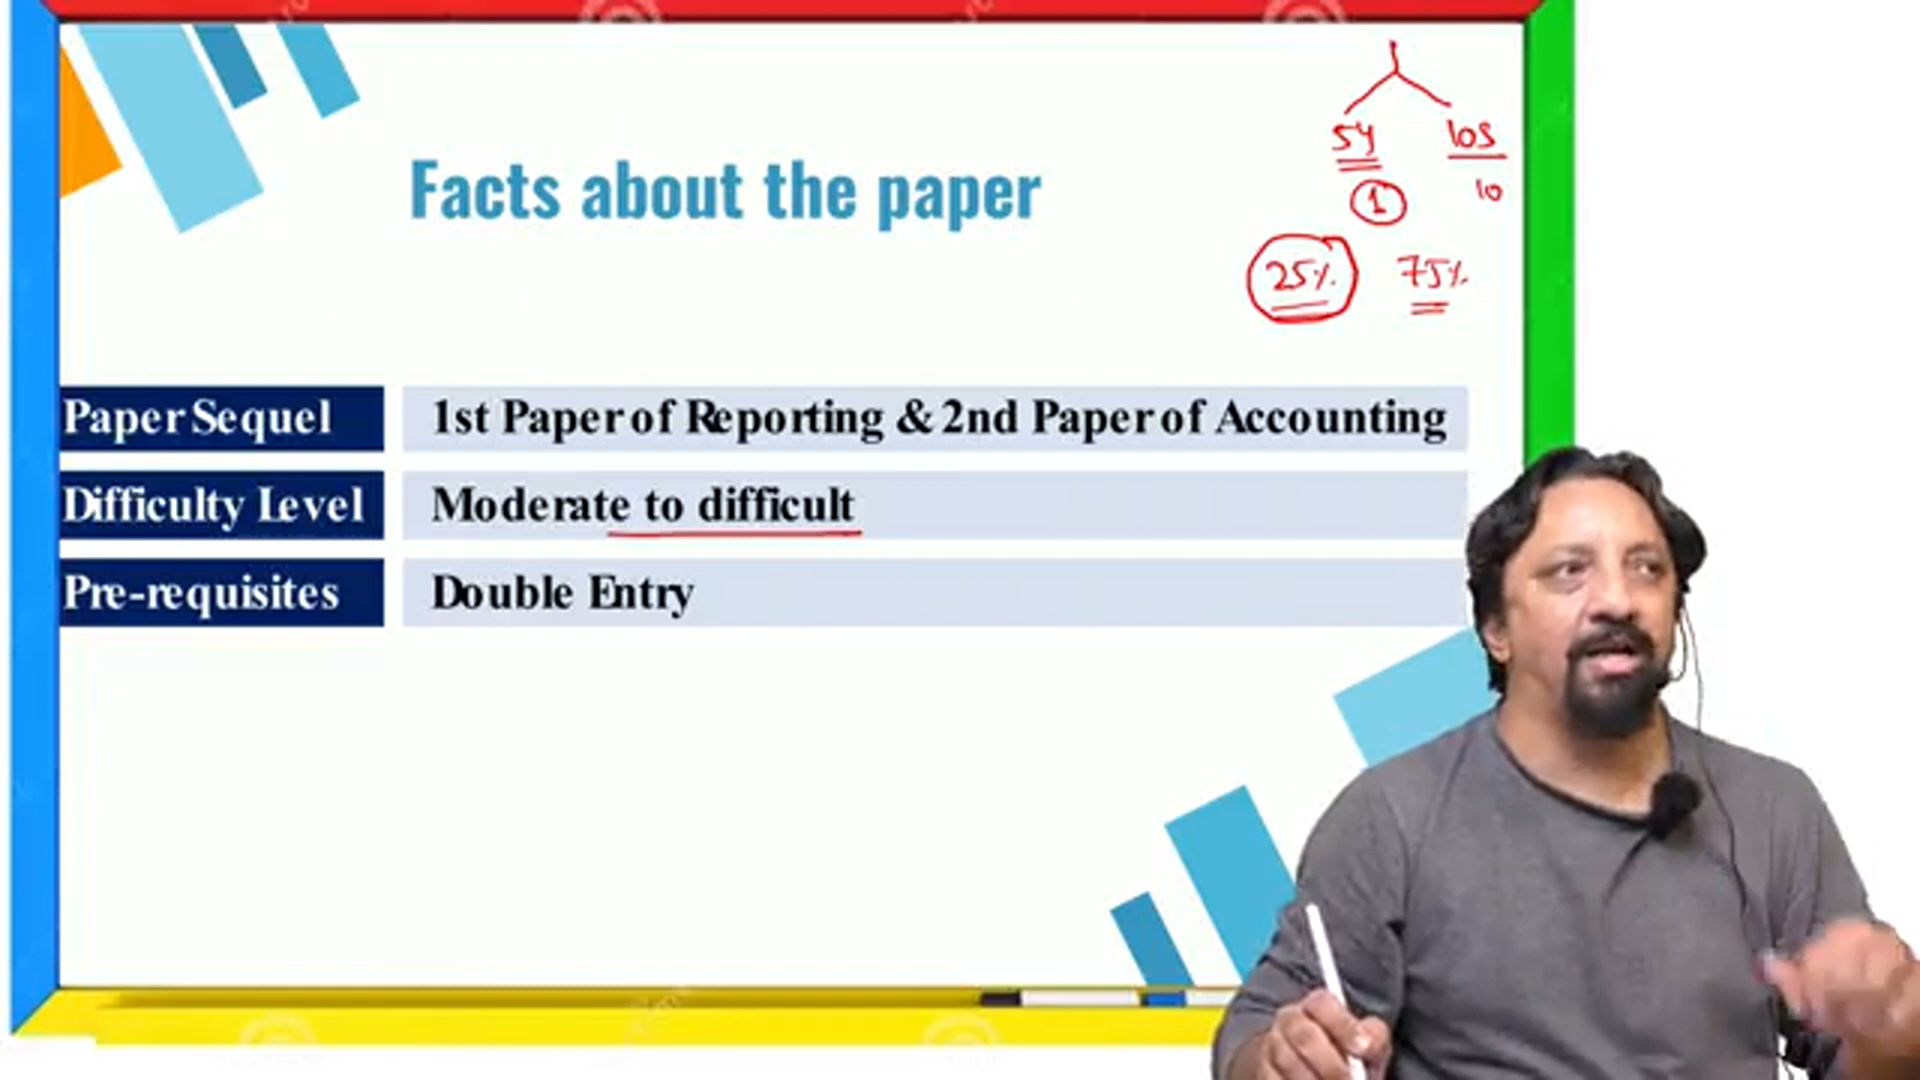 Facts about the paper
54 105
1 10
25% 75%
Paper Sequel 1st Paper of Reporting & 2nd Paper of Accounting
Difficulty Level Moderate to difficult
Pre-requisites Double Entry